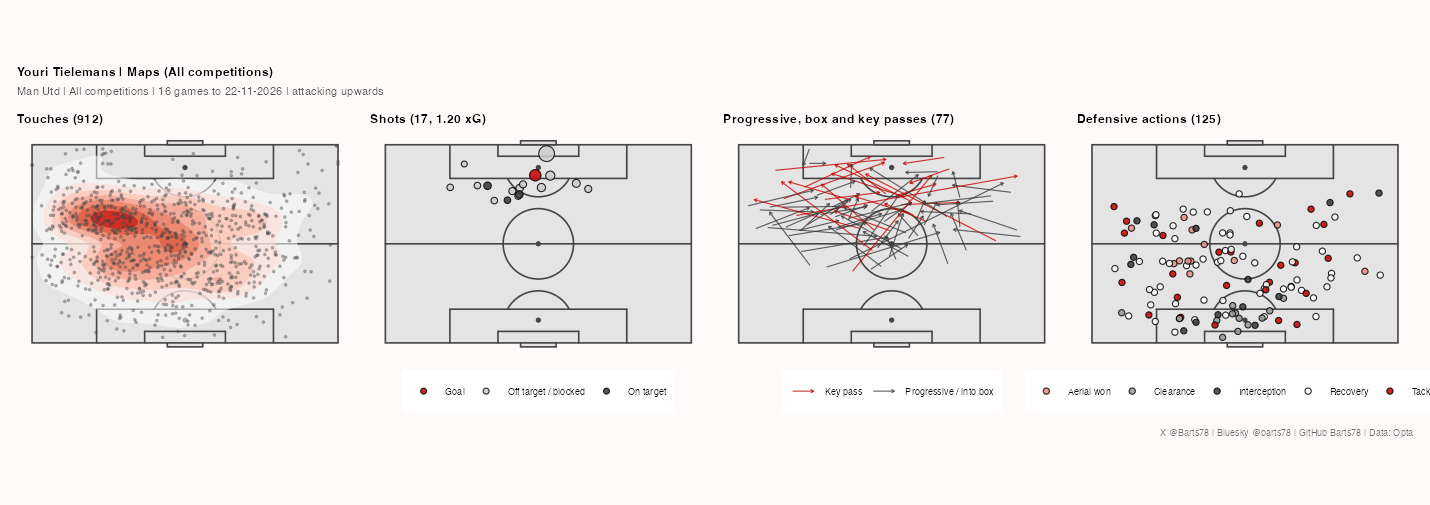 Youri Tielemans | Maps (All competitions)
Man Utd | All competitions | 16 games to 22-11-2026 | attacking upwards
Touches (912)
Shots (17, 1.20 xG)
Progressive, box and key passes (77)
Defensive actions (125)
Goal
Off target / blocked
On target
Key pass
Progressive / into box
Aerial won
Clearance
Interception
Recovery
Tack
X @Barts78 | Bluesky @barts78 | GitHub Barts78 | Data: Opta